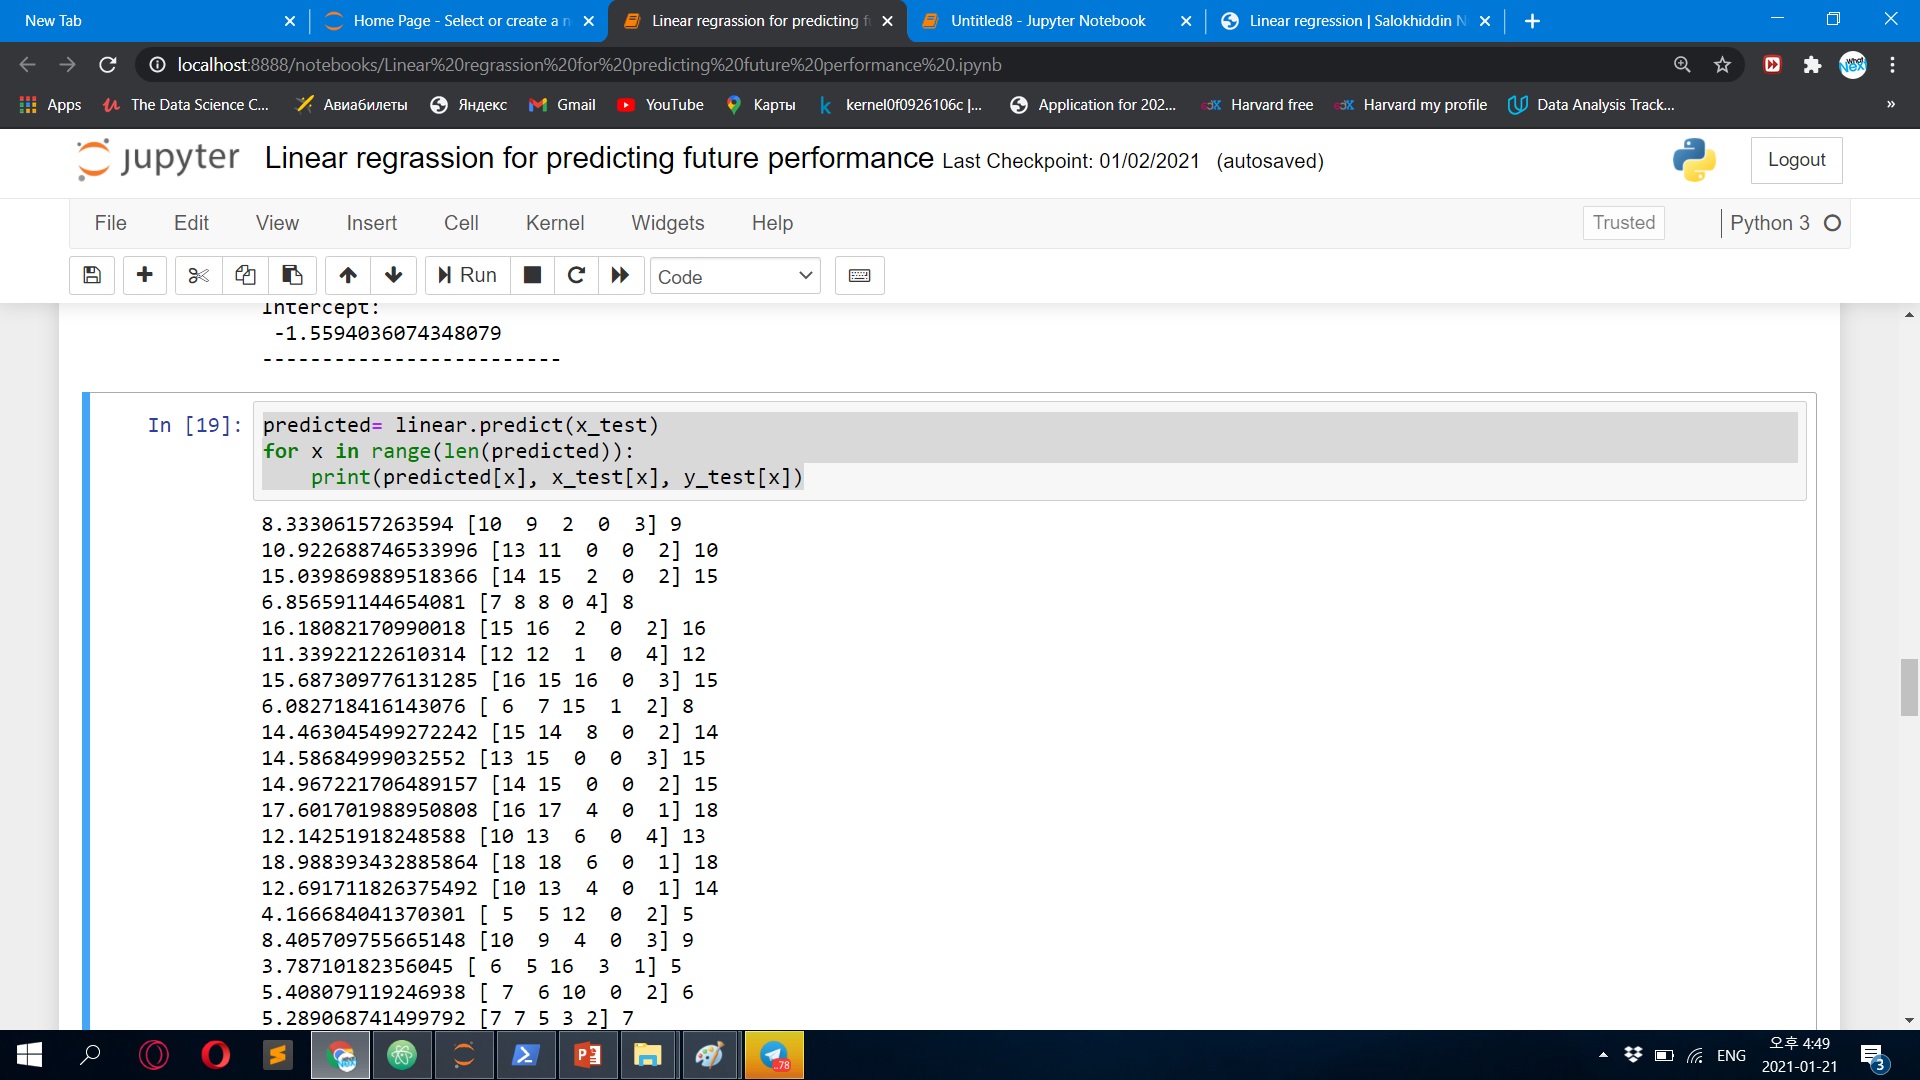 New Tab
Home Page - Select or create a n
Linear regrassion for predicting f
Untitled8 - Jupyter Notebook
Linear regression | Salokhiddin N
localhost:8888/notebooks/Linear%20regrassion%20for%20predicting%20future%20performance%20.ipynb
Apps
The Data Science C...
Авиабилеты
Яндекс
Gmail
YouTube
Карты
kernel0f0926106c |...
Application for 202...
Harvard free
Harvard my profile
Data Analysis Track...
»
jupyter
Linear regrassion for predicting future performance Last Checkpoint: 01/02/2021 (autosaved)
Logout
File Edit View Insert Cell Kernel Widgets Help
Trusted
Python 3
Run
Code
Intercept:
-1.5594036074348079
-------------------------
In [19]:
predicted= linear.predict(x_test)
for x in range(len(predicted)):
    print(predicted[x], x_test[x], y_test[x])
8.33306157263594 [10  9  2  0  3] 9
10.922688746533996 [13 11  0  0  2] 10
15.039869889518366 [14 15  2  0  2] 15
6.856591144654081 [7 8 8 0 4] 8
16.18082170990018 [15 16  2  0  2] 16
11.33922122610314 [12 12  1  0  4] 12
15.687309776131285 [16 15 16  0  3] 15
6.082718416143076 [ 6  7 15  1  2] 8
14.463045499272242 [15 14  8  0  2] 14
14.58684999032552 [13 15  0  0  3] 15
14.967221706489157 [14 15  0  0  2] 15
17.601701988950808 [16 17  4  0  1] 18
12.14251918248588 [10 13  6  0  4] 13
18.988393432885864 [18 18  6  0  1] 18
12.691711826375492 [10 13  4  0  1] 14
4.166684041370301 [ 5  5 12  0  2] 5
8.405709755665148 [10  9  4  0  3] 9
3.78710182356045 [ 6  5 16  3  1] 5
5.408079119246938 [ 7  6 10  0  2] 6
5.289068741499792 [7 7 5 3 2] 7
..78
ENG
오후 4:49
2021-01-21
3